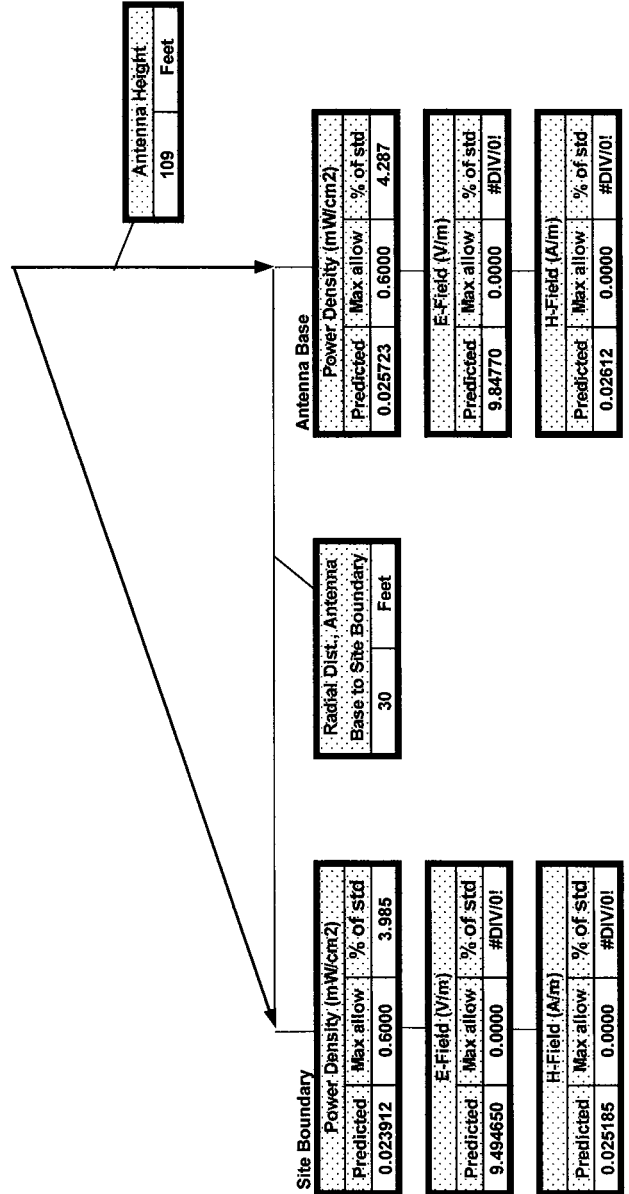 Antenna Height
109 Feet
Site Boundary
Power Density (mW/cm2)
Predicted Max allow % of std
0.023912 0.6000 3.985
E-Field (V/m)
Predicted Max allow % of std
9.494650 0.0000 #DIV/0!
H-Field (A/m)
Predicted Max allow % of std
0.025185 0.0000 #DIV/0!
Radial Dist., Antenna
Base to Site Boundary
30 Feet
Antenna Base
Power Density (mW/cm2)
Predicted Max allow % of std
0.025723 0.6000 4.287
E-Field (V/m)
Predicted Max allow % of std
9.84770 0.0000 #DIV/0!
H-Field (A/m)
Predicted Max allow % of std
0.02612 0.0000 #DIV/0!